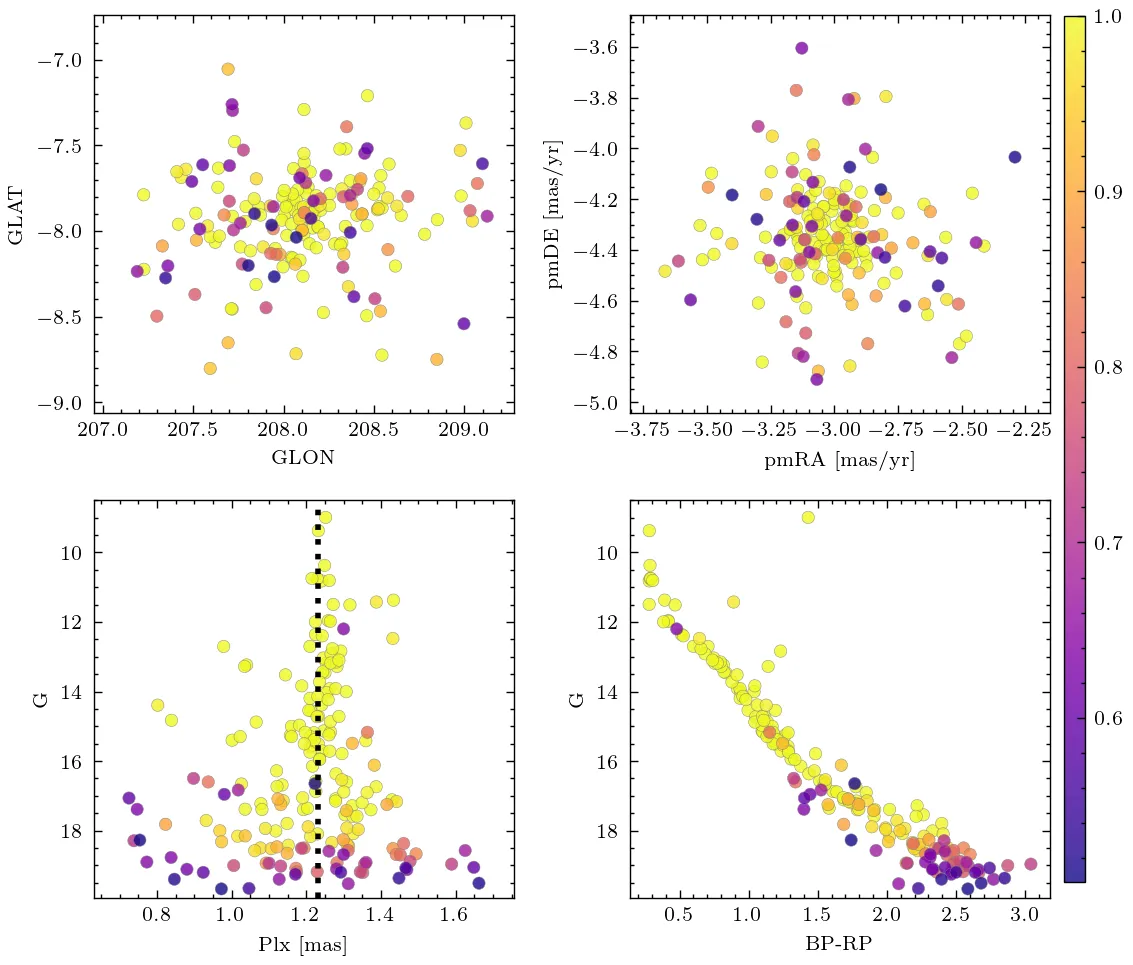 −7.0
−7.5
−8.0
−8.5
−9.0
GLAT
207.0 207.5 208.0 208.5 209.0
GLON
−3.6
−3.8
−4.0
−4.2
−4.4
−4.6
−4.8
−5.0
pmDE [mas/yr]
−3.75 −3.50 −3.25 −3.00 −2.75 −2.50 −2.25
pmRA [mas/yr]
1.0
0.9
0.8
0.7
0.6
10
12
14
16
18
G
0.8 1.0 1.2 1.4 1.6
Plx [mas]
10
12
14
16
18
G
0.5 1.0 1.5 2.0 2.5 3.0
BP-RP